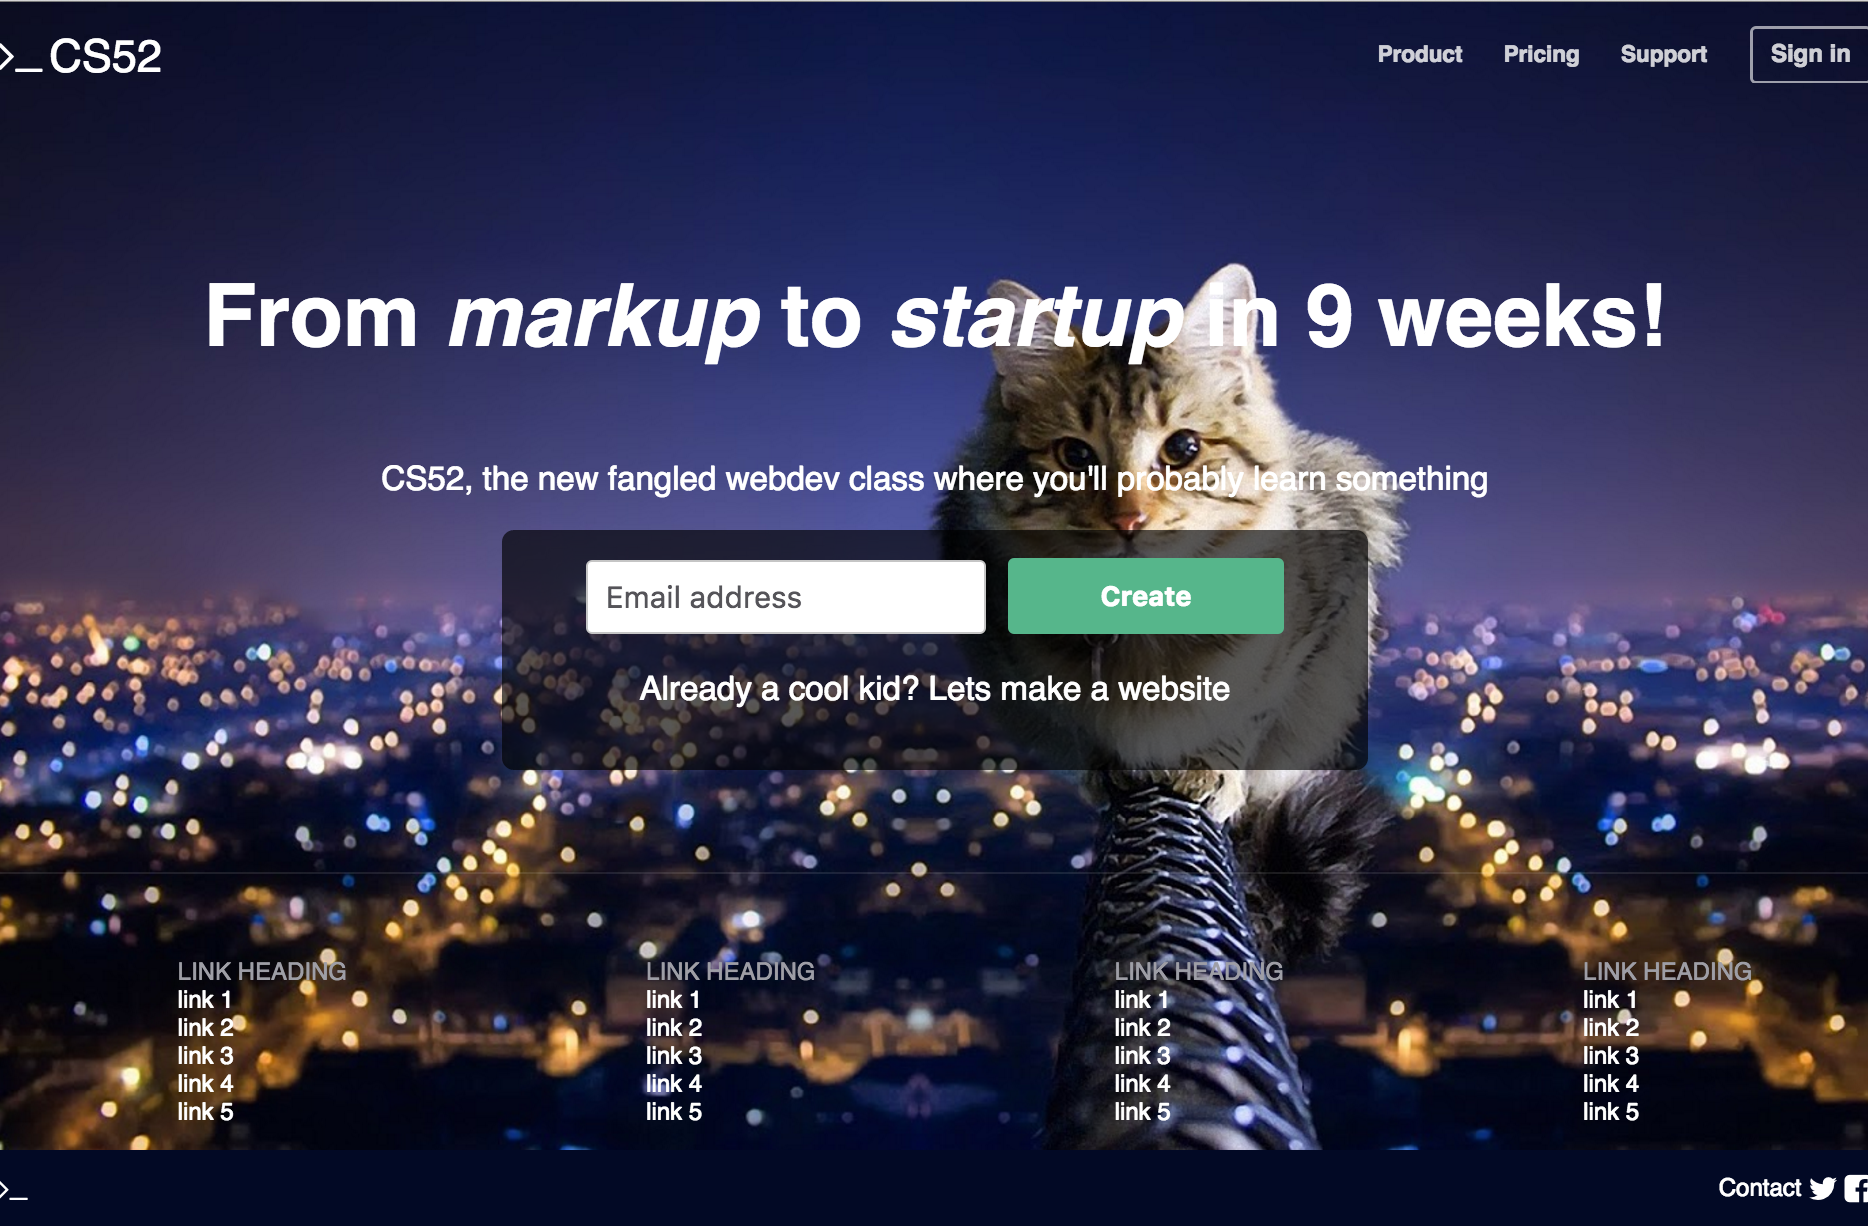 >_ CS52
Product Pricing Support Sign in
From markup to startup in 9 weeks!
CS52, the new fangled webdev class where you'll probably learn something
Email address
Create
Already a cool kid? Lets make a website
LINK HEADING
link 1
link 2
link 3
link 4
link 5
LINK HEADING
link 1
link 2
link 3
link 4
link 5
LINK HEADING
link 1
link 2
link 3
link 4
link 5
LINK HEADING
link 1
link 2
link 3
link 4
link 5
>_
Contact